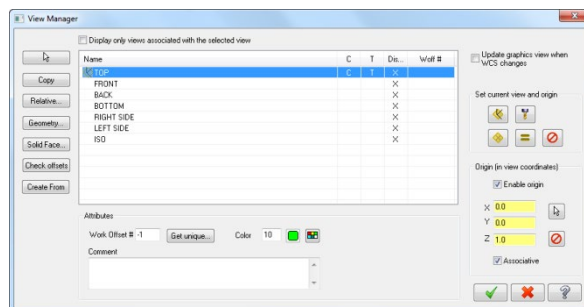 View Manager
Display only views associated with the selected view
Name C T Dis... Woff #
TOP C T X
FRONT X
BACK X
BOTTOM X
RIGHT SIDE X
LEFT SIDE X
ISO X
Copy
Relative...
Geometry...
Solid Face...
Check offsets
Create From
Update graphics view when
WCS changes
Set current view and origin
Origin (in view coordinates)
Enable origin
X 0.0
Y 0.0
Z 1.0
Associative
Attributes
Work Offset # -1 Get unique... Color 10
Comment